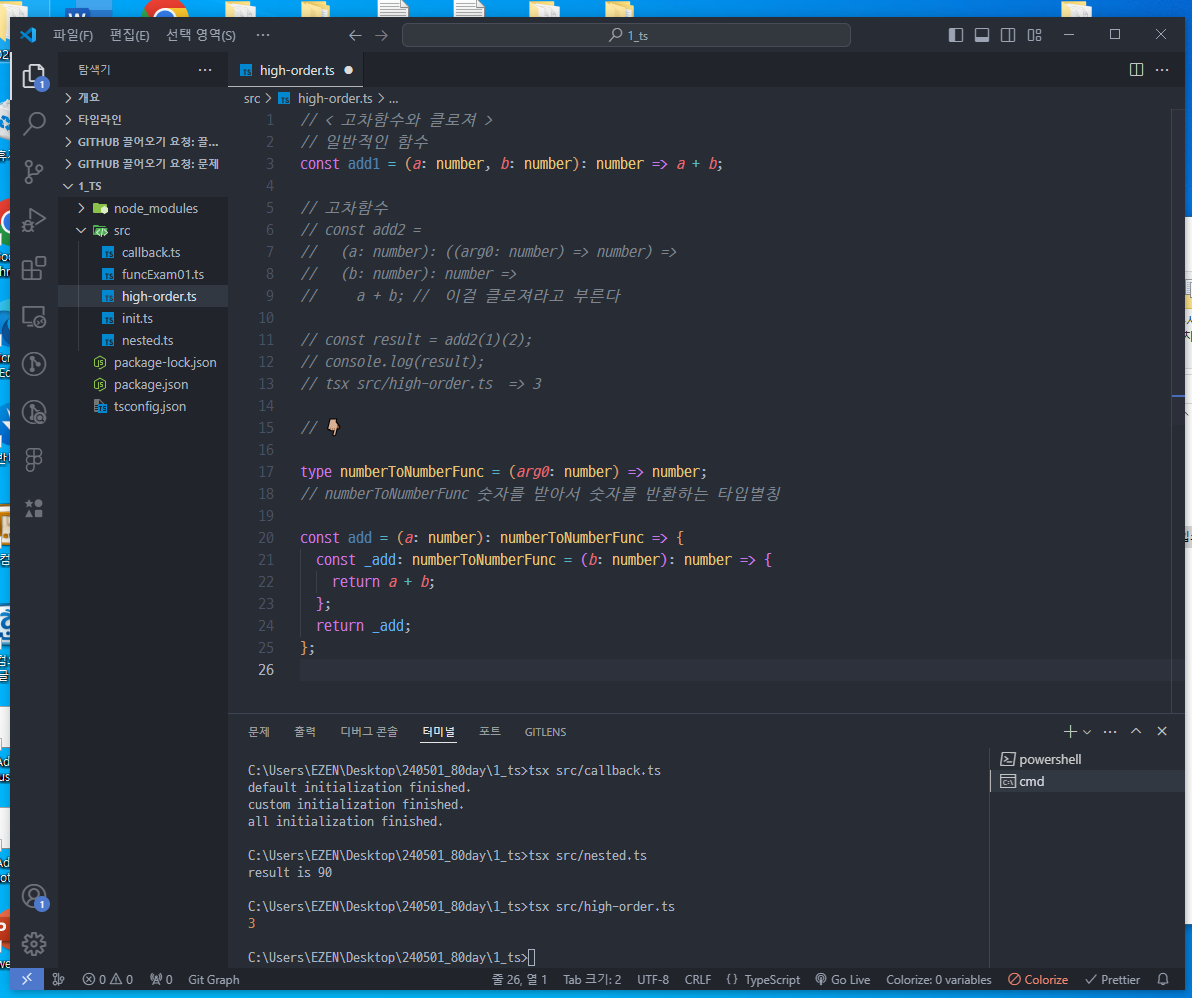 파일(F) 편집(E) 선택 영역(S) ··· 1_ts
탐색기 ···
개요
타임라인
GITHUB 끌어오기 요청: 끌...
GITHUB 끌어오기 요청: 문제
1_TS
node_modules
src
callback.ts
funcExam01.ts
high-order.ts
init.ts
nested.ts
package-lock.json
package.json
tsconfig.json
high-order.ts
src > high-order.ts > ...
1 // < 고차함수와 클로져 >
2 // 일반적인 함수
3 const add1 = (a: number, b: number): number => a + b;
4
5 // 고차함수
6 // const add2 =
7 //   (a: number): ((arg0: number) => number) =>
8 //   (b: number): number =>
9 //     a + b; //  이걸 클로져라고 부른다
10
11 // const result = add2(1)(2);
12 // console.log(result);
13 // tsx src/high-order.ts  => 3
14
15 // 👇
16
17 type numberToNumberFunc = (arg0: number) => number;
18 // numberToNumberFunc 숫자를 받아서 숫자를 반환하는 타입별칭
19
20 const add = (a: number): numberToNumberFunc => {
21   const _add: numberToNumberFunc = (b: number): number => {
22     return a + b;
23   };
24   return _add;
25 };
26
문제 출력 디버그 콘솔 터미널 포트 GITLENS
powershell
cmd
C:\Users\EZEN\Desktop\240501_80day\1_ts>tsx src/callback.ts
default initialization finished.
custom initialization finished.
all initialization finished.
C:\Users\EZEN\Desktop\240501_80day\1_ts>tsx src/nested.ts
result is 90
C:\Users\EZEN\Desktop\240501_80day\1_ts>tsx src/high-order.ts
3
C:\Users\EZEN\Desktop\240501_80day\1_ts>
0 0 0 Git Graph 줄 26, 열 1 Tab 크기: 2 UTF-8 CRLF {} TypeScript Go Live Colorize: 0 variables Colorize Prettier